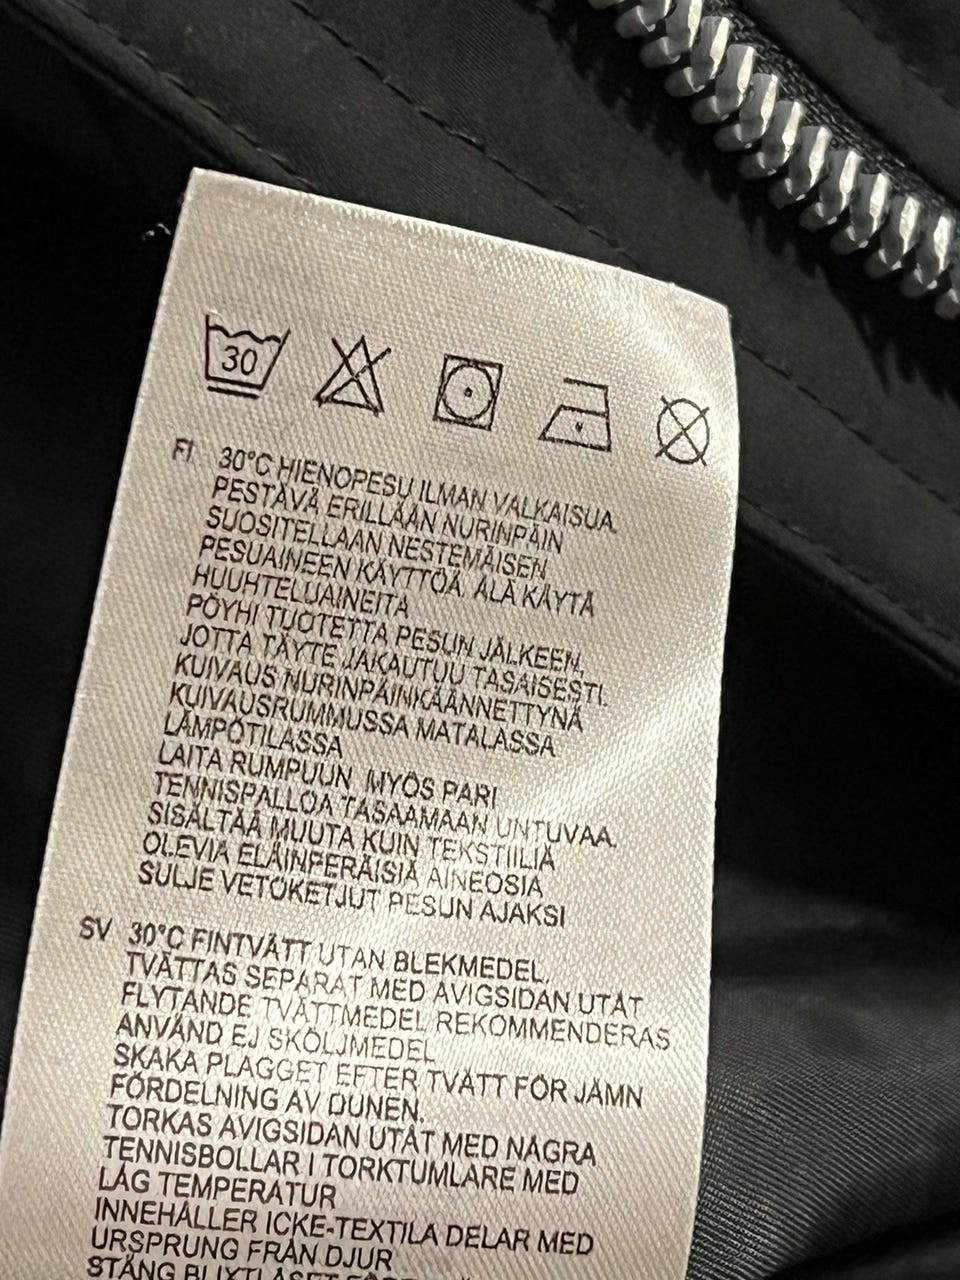 30
FI 30°C HIENOPESU ILMAN VALKAISUA.
PESTÄVÄ ERILLÄÄN NURINPÄIN
SUOSITELLAAN NESTEMÄISEN
PESUAINEEN KÄYTTÖÄ. ÄLÄ KÄYTÄ
HUUHTELUAINEITA
PÖYHI TUOTETTA PESUN JÄLKEEN,
JOTTA TÄYTE JAKAUTUU TASAISESTI.
KUIVAUS NURINPÄINKÄÄNNETTYNÄ
KUIVAUSRUMMUSSA MATALASSA
LÄMPÖTILASSA
LAITA RUMPUUN MYÖS PARI
TENNISPALLOA TASAAMAAN UNTUVAA.
SISÄLTÄÄ MUUTA KUIN TEKSTIILIÄ
OLEVIA ELÄINPERÄISIÄ AINEOSIA
SULJE VETOKETJUT PESUN AJAKSI
SV 30°C FINTVÄTT UTAN BLEKMEDEL.
TVÄTTAS SEPARAT MED AVIGSIDAN UTÅT
FLYTANDE TVÄTTMEDEL REKOMMENDERAS
ANVÄND EJ SKÖLJMEDEL
SKAKA PLAGGET EFTER TVÄTT FÖR JÄMN
FÖRDELNING AV DUNEN.
TORKAS AVIGSIDAN UTÅT MED NÅGRA
TENNISBOLLAR I TORKTUMLARE MED
LÅG TEMPERATUR
INNEHÅLLER ICKE-TEXTILA DELAR MED
URSPRUNG FRÅN DJUR
STÄNG BLIXTLÅSET